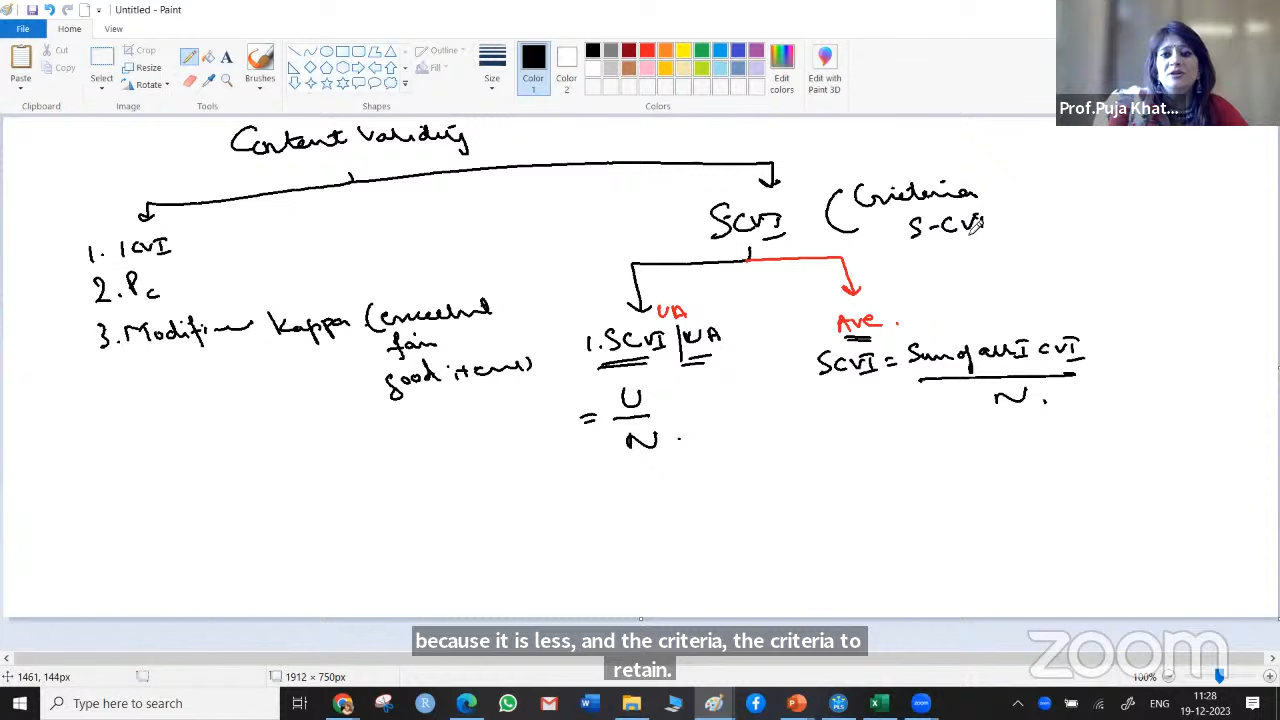 Untitled - Paint
File
Home
View
Paste
Cut
Copy
Clipboard
Select
Crop
Resize
Rotate
Image
Tools
Brushes
Shapes
Outline
Fill
Size
Color 1
Color 2
Edit colors
Edit with Paint 3D
Colors
Prof.Puja Khat...
Content Validity
1. ICVI
2. Pc
3. Modified Kappa (excellent
fair
good items)
SCVI
(Criteria
S-CVI
UA
1. SCVI | UA
= U
N .
Ave .
SCVI = Sum of all I CVI
N .
because it is less, and the criteria, the criteria to
retain.
zoom
1461, 144px
1912 × 750px
100%
Type here to search
ENG
11:28
19-12-2023